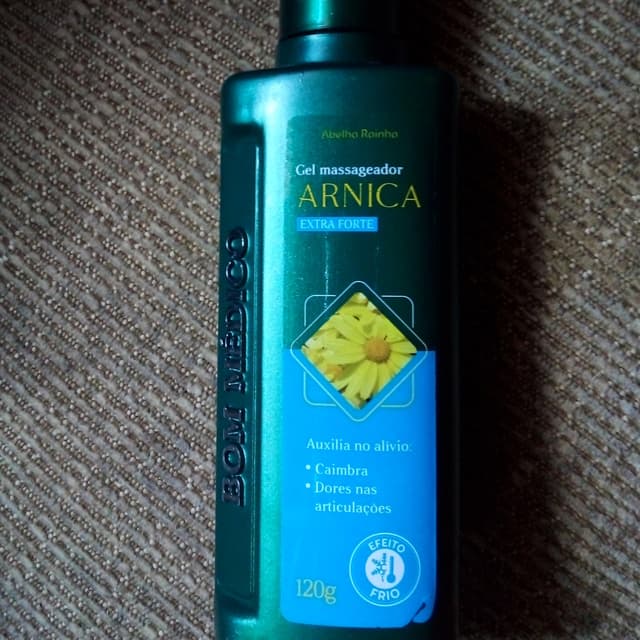 Abelha Rainha
Gel massageador
ARNICA
EXTRA FORTE
BOM MÉDICO
Auxilia no alívio:
• Caimbra
• Dores nas
articulações
120g
EFEITO
FRIO